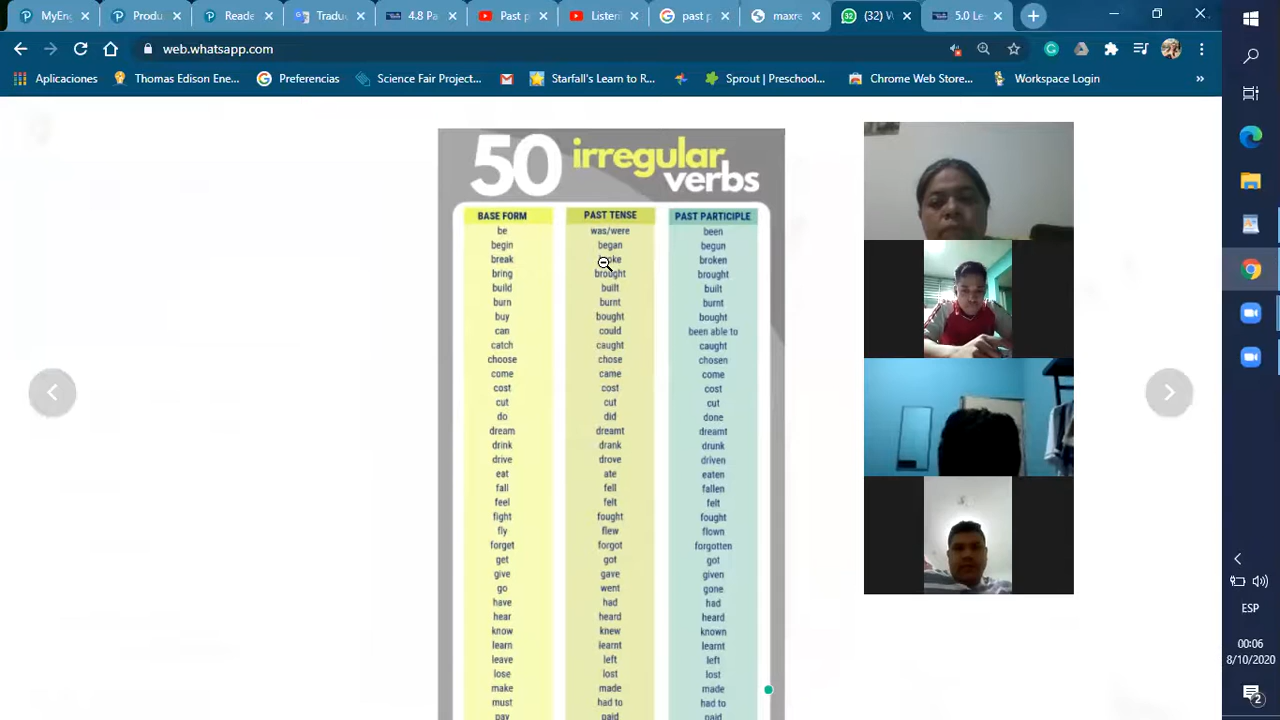 MyEng
Produ
Reade
Reade
Traduc
4.8 Pa
Past p
Listeni
past p
maxre
(32) W
5.0 Le
web.whatsapp.com
Aplicaciones
Thomas Edison Ene...
Preferencias
Science Fair Project...
Starfall's Learn to R...
Sprout | Preschool...
Chrome Web Store...
Workspace Login
»
50 irregular
verbs
BASE FORM PAST TENSE PAST PARTICIPLE
be was/were been
begin began begun
break broken
bring brought brought
build built built
burn burnt burnt
buy bought bought
can could been able to
catch caught caught
choose chose chosen
come came come
cost cost cost
cut cut cut
do did done
dream dreamt dreamt
drink drank drunk
drive drove driven
eat ate eaten
fall fell fallen
feel felt felt
fight fought fought
fly flew flown
forget forgot forgotten
get got got
give gave given
go went gone
have had had
hear heard heard
know knew known
learn learnt learnt
leave left left
lose lost lost
make made made
must had to had to
pay paid paid
ESP
00:06
8/10/2020
2